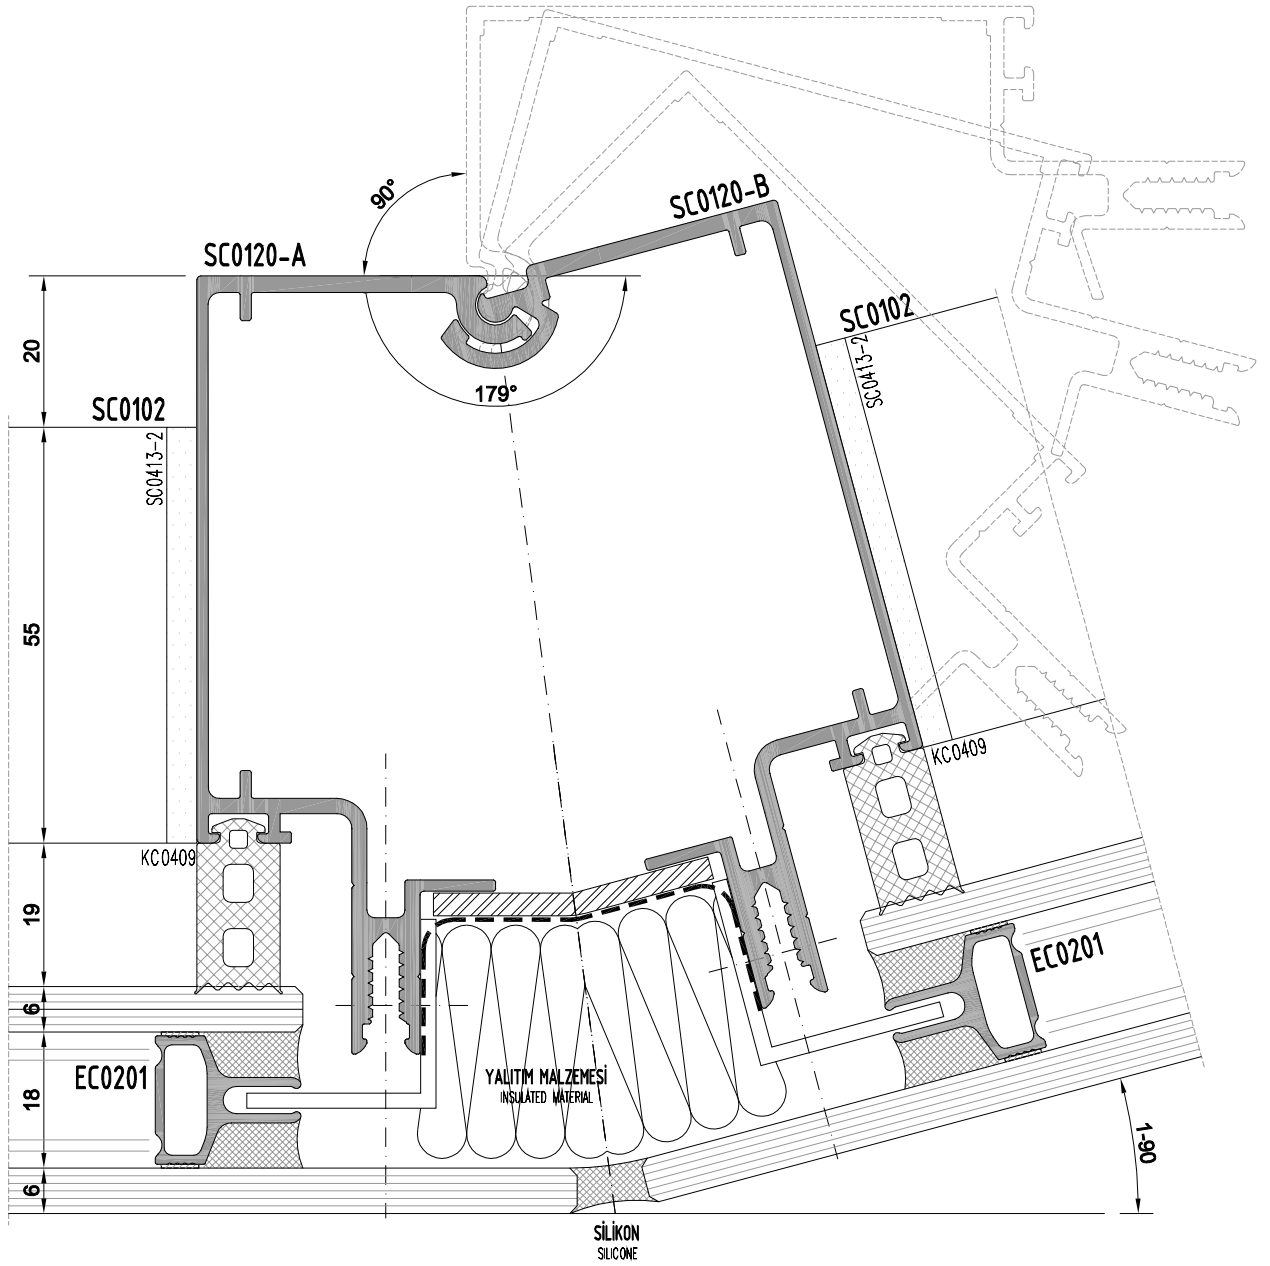 90°
SC0120-B
SC0120-A
SC0102
SC0413-2
20
179°
SC0102
SC0413-2
55
KC0409
KC0409
19
EC0201
6
EC0201
YALITIM MALZEMESİ
INSULATED MATERIAL
18
1-90
6
SİLİKON
SILICONE